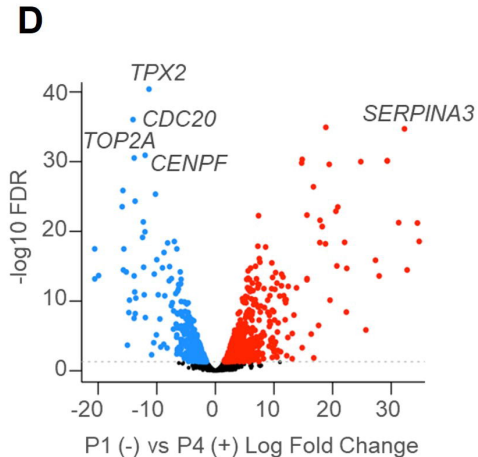 D
TPX2
CDC20
SERPINA3
TOP2A
CENPF
-log10 FDR
40
30
20
10
0
-20 -10 0 10 20 30
P1 (-) vs P4 (+) Log Fold Change